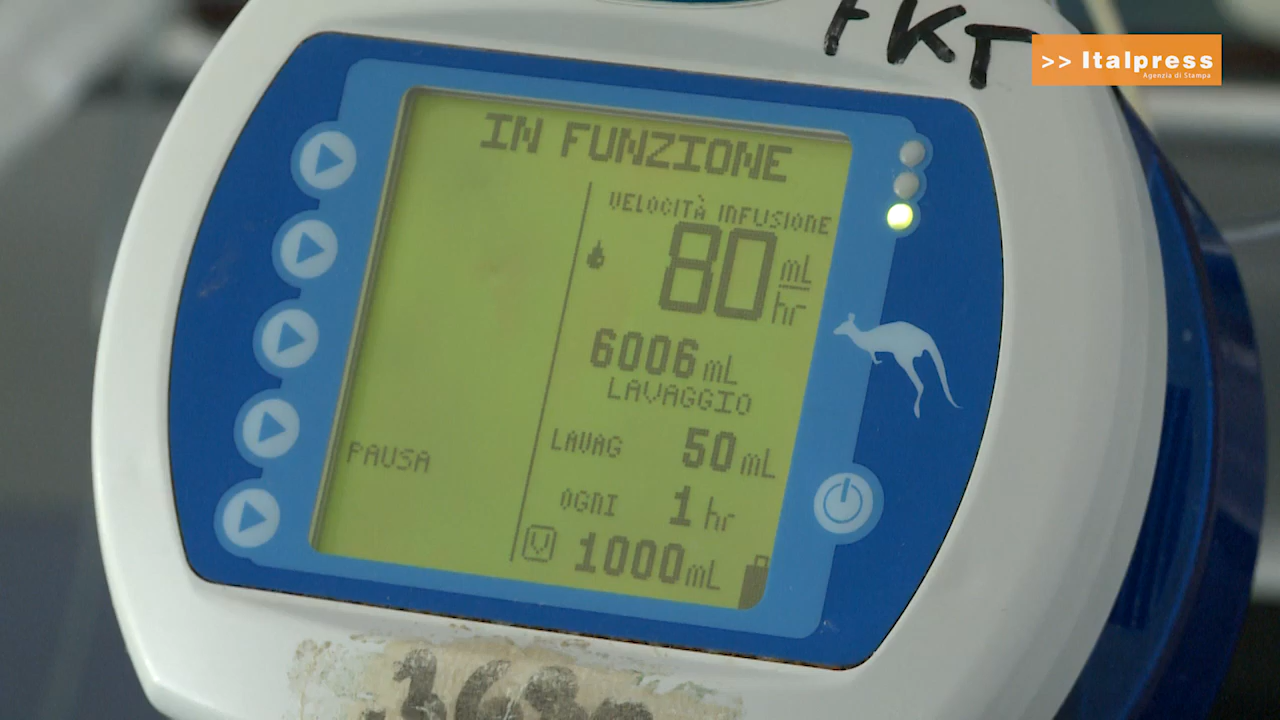 FKT
>> Italpress
Agenzia di Stampa
IN FUNZIONE
VELOCITÀ INFUSIONE
80 mL/hr
6006 mL
LAVAGGIO
LAVAG 50 mL
PAUSA
OGNI 1 hr
1000 mL